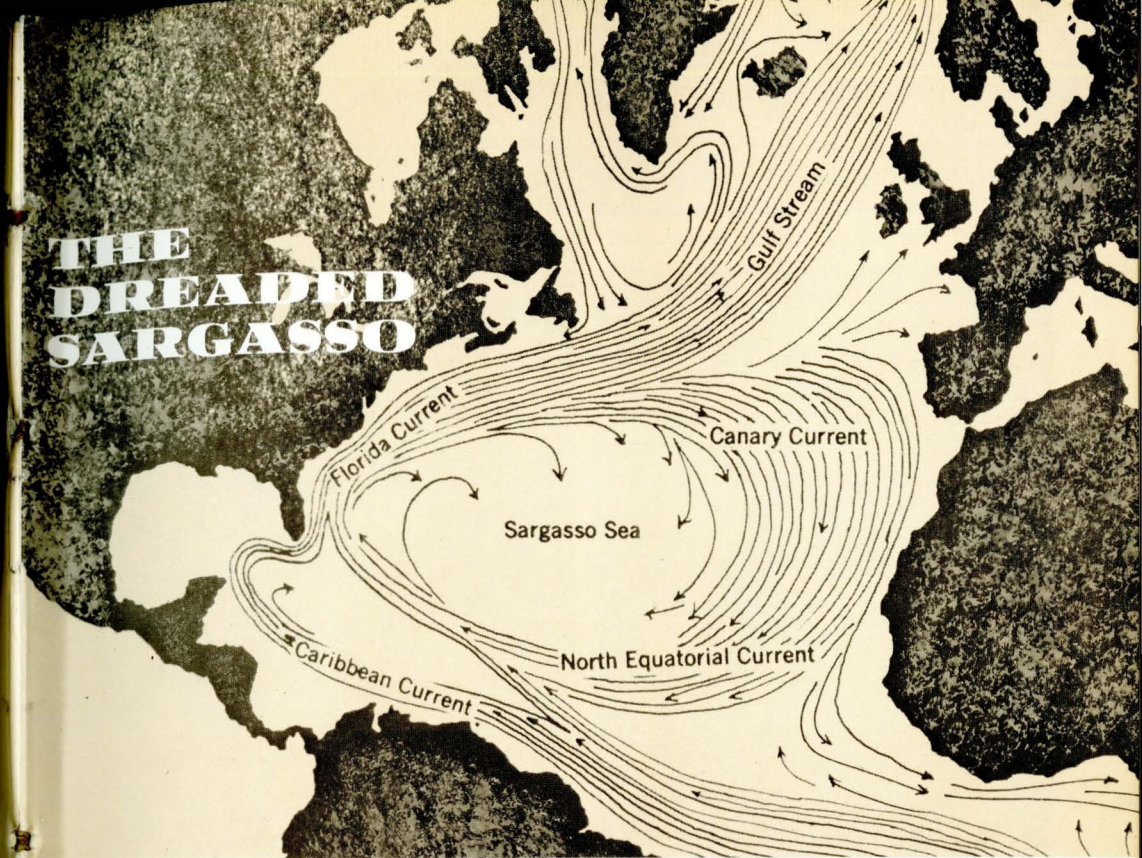 THE
DREADED
SARGASSO
Gulf Stream
Florida Current
Canary Current
Sargasso Sea
North Equatorial Current
Caribbean Current